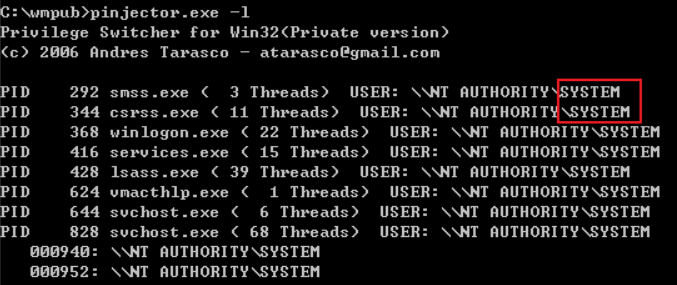 C:\wmpub>pinjector.exe -l
Privilege Switcher for Win32(Private version)
(c) 2006 Andres Tarasco - atarasco@gmail.com
PID    292 smss.exe (  3 Threads)  USER: \\NT AUTHORITY\SYSTEM
PID    344 csrss.exe ( 11 Threads)  USER: \\NT AUTHORITY\SYSTEM
PID    368 winlogon.exe ( 22 Threads)  USER: \\NT AUTHORITY\SYSTEM
PID    416 services.exe ( 15 Threads)  USER: \\NT AUTHORITY\SYSTEM
PID    428 lsass.exe ( 39 Threads)  USER: \\NT AUTHORITY\SYSTEM
PID    624 vmacthlp.exe (  1 Threads)  USER: \\NT AUTHORITY\SYSTEM
PID    644 svchost.exe (  6 Threads)  USER: \\NT AUTHORITY\SYSTEM
PID    828 svchost.exe ( 68 Threads)  USER: \\NT AUTHORITY\SYSTEM
000940: \\NT AUTHORITY\SYSTEM
000952: \\NT AUTHORITY\SYSTEM